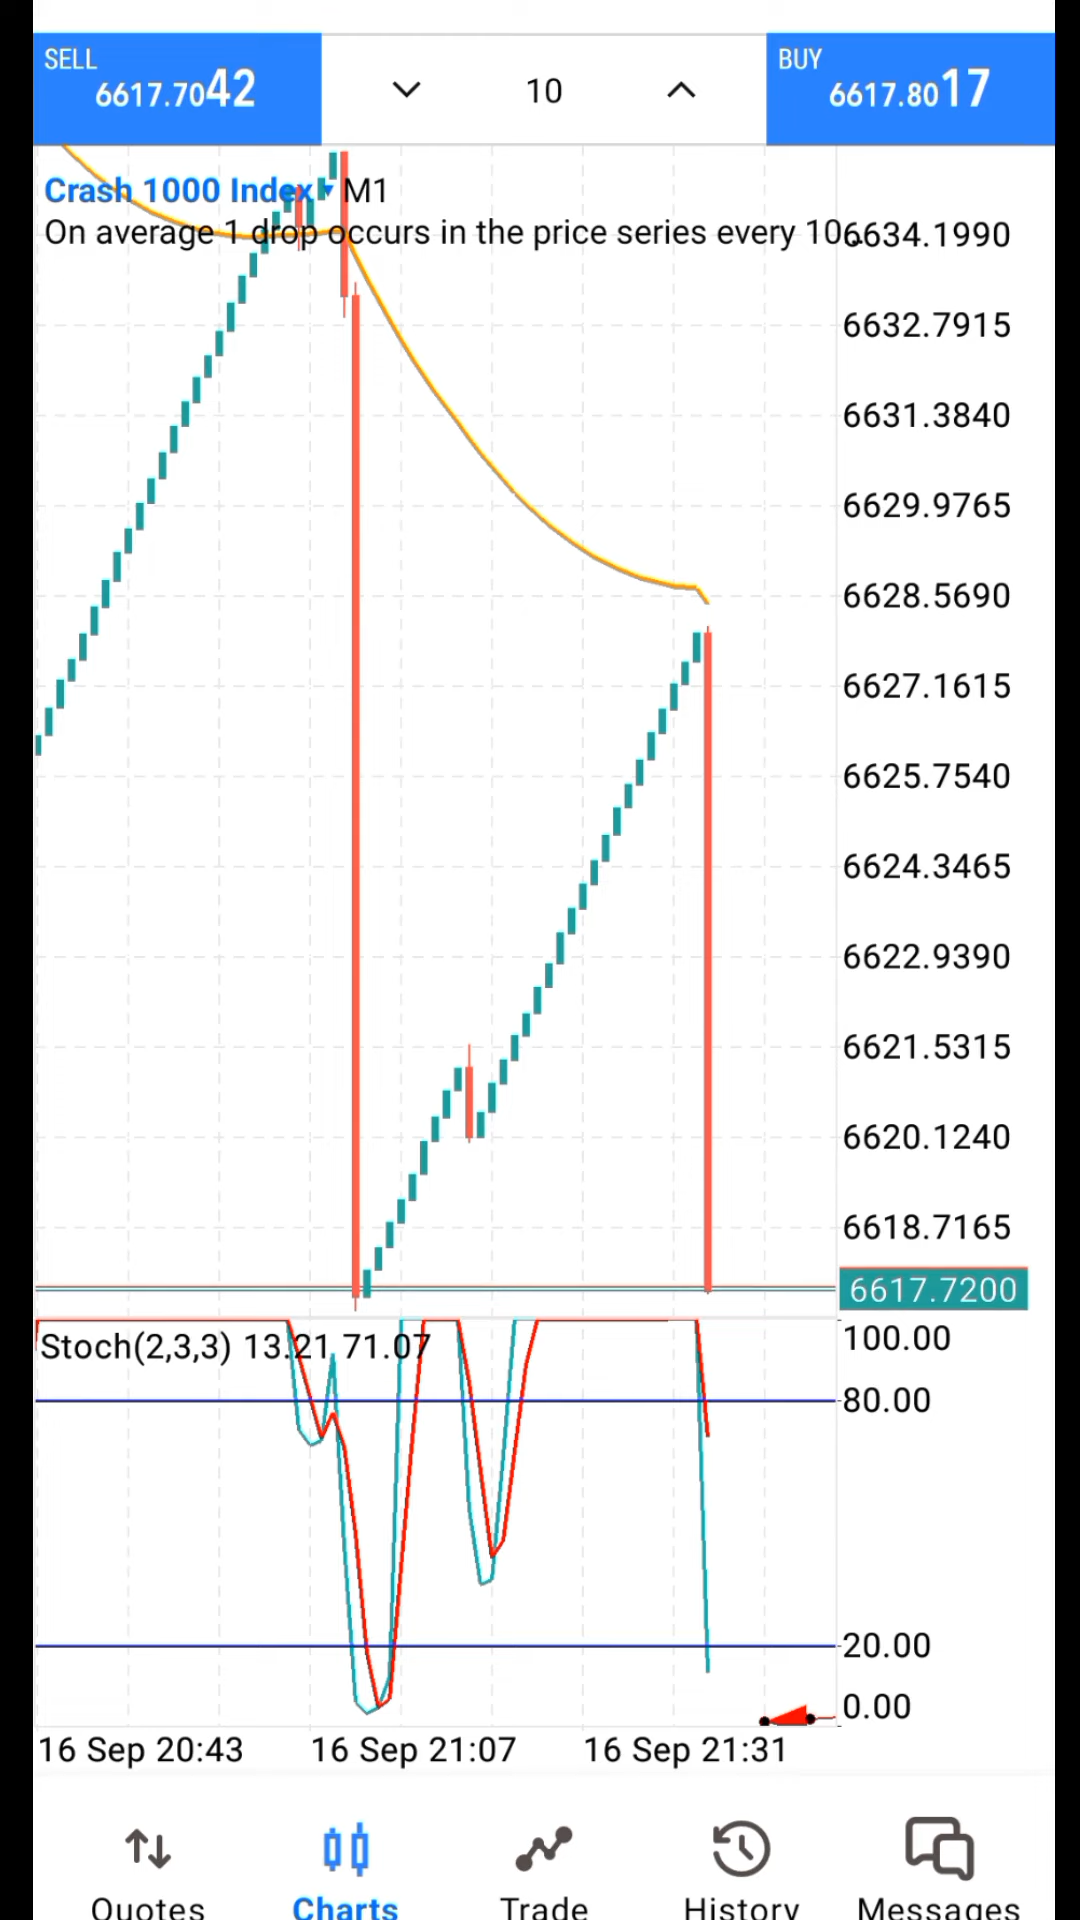 SELL
6617.7042
10
BUY
6617.8017
Crash 1000 Index M1
On average 1 drop occurs in the price series every 10...
6634.1990
6632.7915
6631.3840
6629.9765
6628.5690
6627.1615
6625.7540
6624.3465
6622.9390
6621.5315
6620.1240
6618.7165
6617.7200
Stoch(2,3,3) 13.21 71.07
100.00
80.00
20.00
0.00
16 Sep 20:43
16 Sep 21:07
16 Sep 21:31
Quotes
Charts
Trade
History
Messages